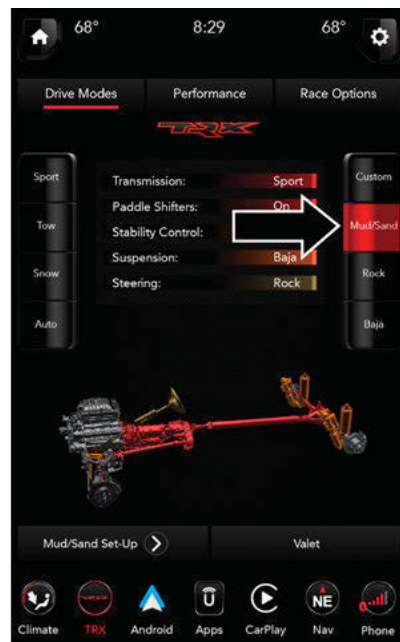 68° 8:29 68°
Drive Modes Performance Race Options
TRX
Sport
Tow
Snow
Auto
Transmission: Sport
Paddle Shifters: On
Stability Control:
Suspension: Baja
Steering: Rock
Custom
Mud/Sand
Rock
Baja
Mud/Sand Set-Up Valet
NE
Climate TRX Android Apps CarPlay Nav Phone